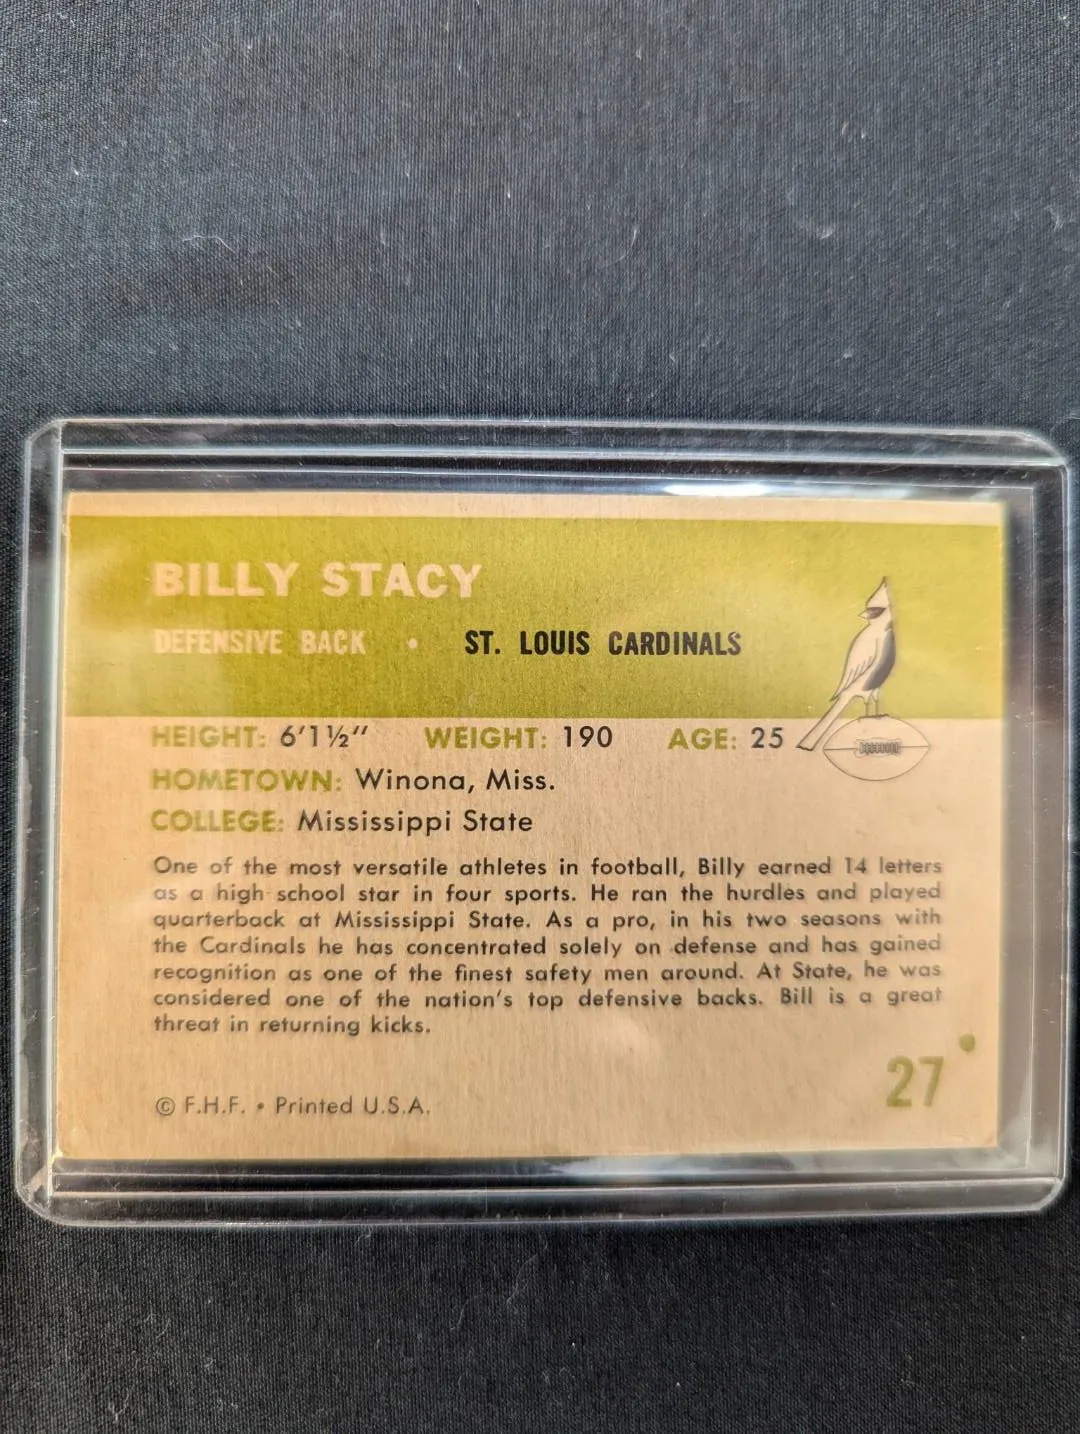 BILLY STACY
DEFENSIVE BACK • ST. LOUIS CARDINALS
HEIGHT: 6'1½" WEIGHT: 190 AGE: 25
HOMETOWN: Winona, Miss.
COLLEGE: Mississippi State
One of the most versatile athletes in football, Billy earned 14 letters
as a high school star in four sports. He ran the hurdles and played
quarterback at Mississippi State. As a pro, in his two seasons with
the Cardinals he has concentrated solely on defense and has gained
recognition as one of the finest safety men around. At State, he was
considered one of the nation's top defensive backs. Bill is a great
threat in returning kicks.
27
© F.H.F. • Printed U.S.A.